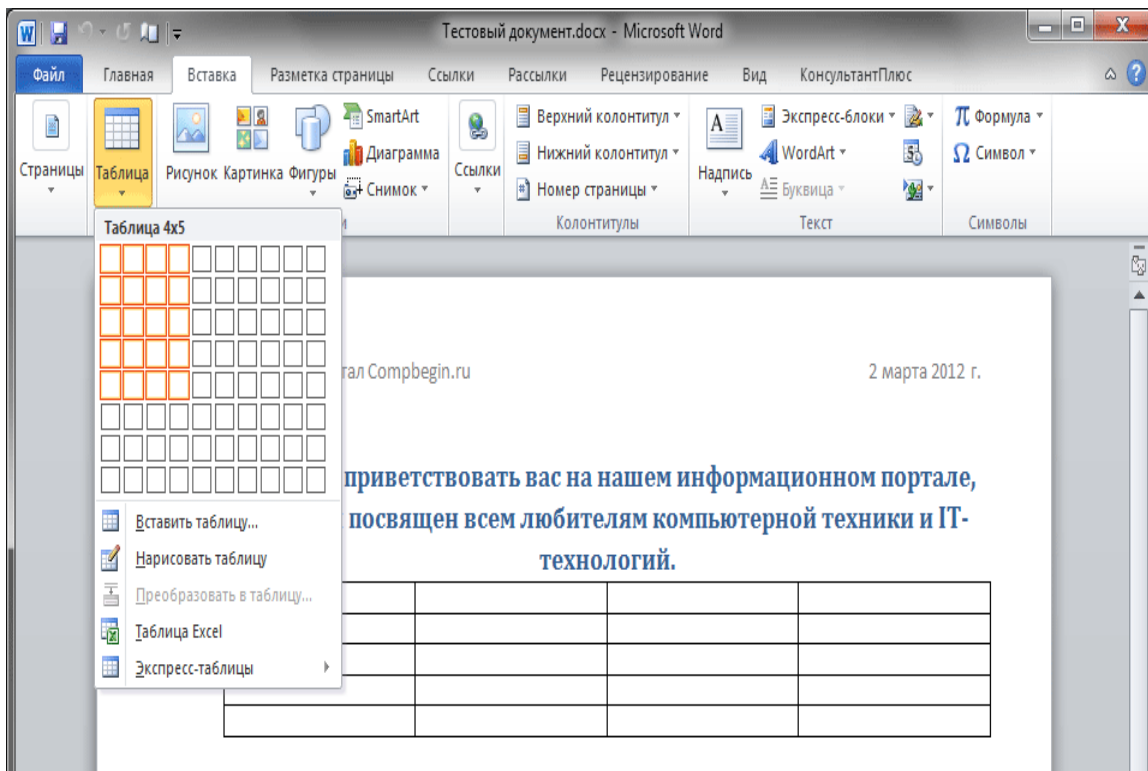 Тестовый документ.docx - Microsoft Word
Файл Главная Вставка Разметка страницы Ссылки Рассылки Рецензирование Вид КонсультантПлюс
Страницы
Таблица
Рисунок
Картинка
Фигуры
SmartArt
Диаграмма
Снимок
Ссылки
Верхний колонтитул
Нижний колонтитул
Номер страницы
Колонтитулы
Надпись
Экспресс-блоки
WordArt
Буквица
Текст
π Формула
Ω Символ
Символы
Таблица 4x5
Вставить таблицу...
Нарисовать таблицу
Преобразовать в таблицу...
Таблица Excel
Экспресс-таблицы
Compbegin.ru 2 марта 2012 г.
приветствовать вас на нашем информационном портале,
посвящен всем любителям компьютерной техники и IT-
технологий.